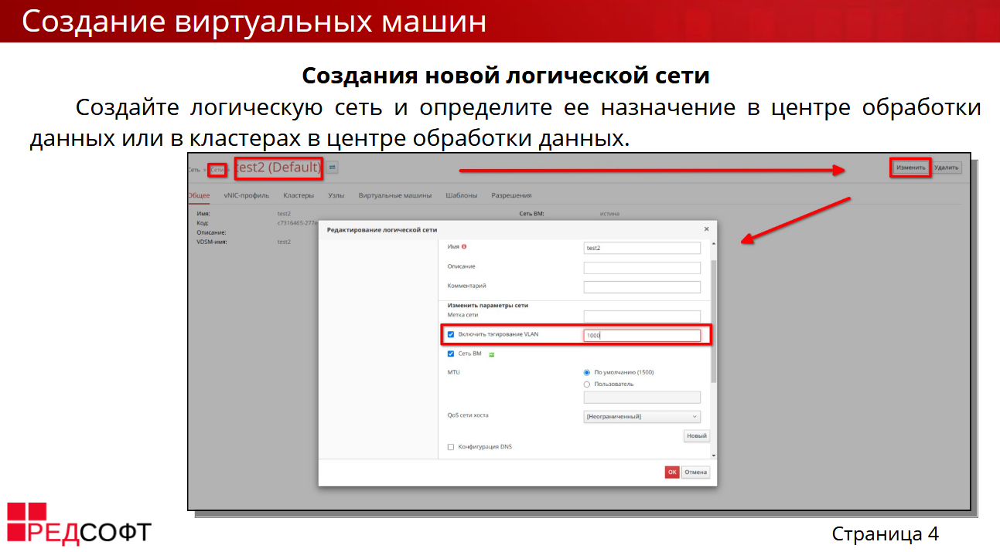 Создание виртуальных машин
Создания новой логической сети
Создайте логическую сеть и определите ее назначение в центре обработки
данных или в кластерах в центре обработки данных.
Сеть » Сети » test2 (Default)
Изменить Удалить
Общее vNIC-профиль Кластеры Узлы Виртуальные машины Шаблоны Разрешения
Имя: test2 Сеть ВМ: истина
Код: c7316465-277e
Описание:
VDSM-имя: test2
Редактирование логической сети ×
Имя test2
Описание
Комментарий
Изменить параметры сети
Метка сети
Включить тэгирование VLAN 1000
Сеть ВМ
MTU По умолчанию (1500)
Пользователь
QoS сети хоста [Неограниченный]
Новый
Конфигурация DNS
OK Отмена
РЕДСОФТ
Страница 4